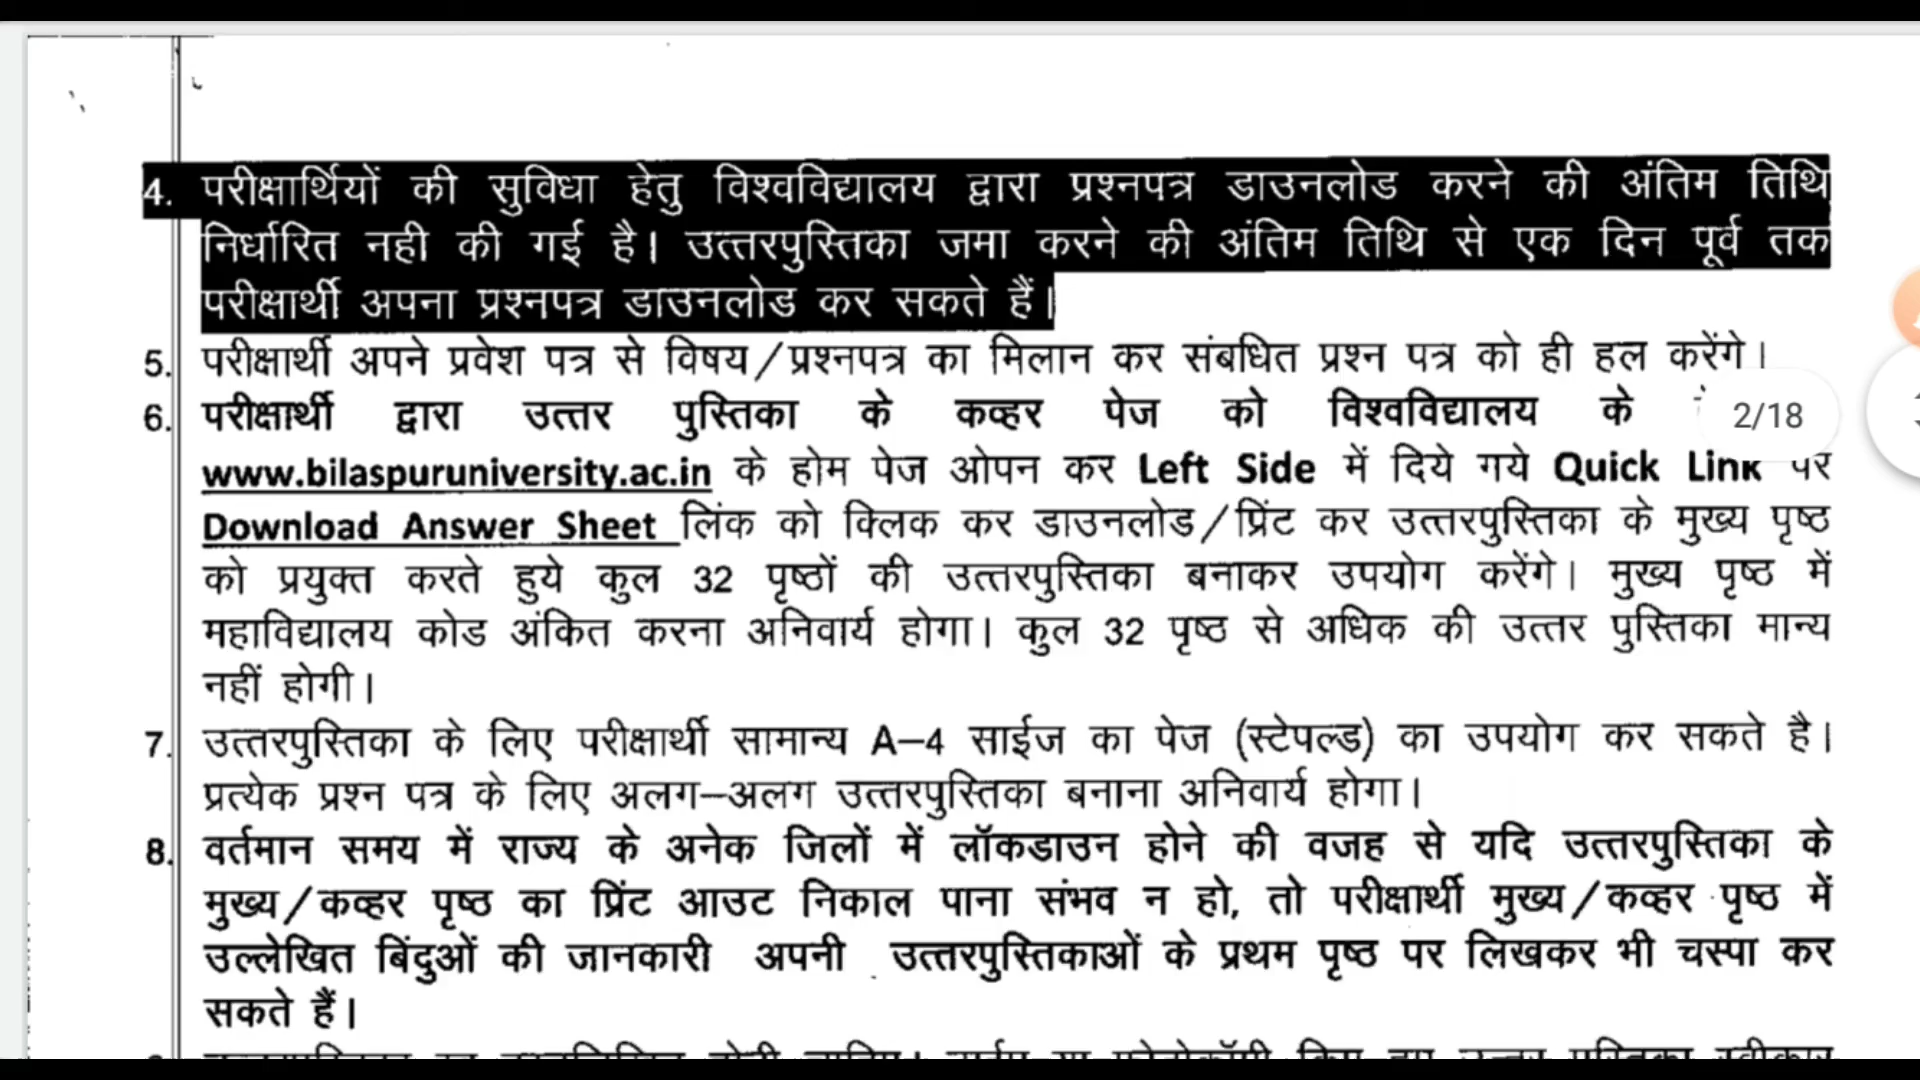 4. परीक्षार्थियों की सुविधा हेतु विश्वविद्यालय द्वारा प्रश्नपत्र डाउनलोड करने की अंतिम तिथि
निर्धारित नही की गई है। उत्तरपुस्तिका जमा करने की अंतिम तिथि से एक दिन पूर्व तक
परीक्षार्थी अपना प्रश्नपत्र डाउनलोड कर सकते हैं।
5. परीक्षार्थी अपने प्रवेश पत्र से विषय/प्रश्नपत्र का मिलान कर संबधित प्रश्न पत्र को ही हल करेंगे।
6. परीक्षार्थी द्वारा उत्तर पुस्तिका के कव्हर पेज को विश्वविद्यालय के
2/18
www.bilaspuruniversity.ac.in के होम पेज ओपन कर Left Side में दिये गये Quick Link पर
Download Answer Sheet लिंक को क्लिक कर डाउनलोड/प्रिंट कर उत्तरपुस्तिका के मुख्य पृष्ठ
को प्रयुक्त करते हुये कुल 32 पृष्ठों की उत्तरपुस्तिका बनाकर उपयोग करेंगे। मुख्य पृष्ठ में
महाविद्यालय कोड अंकित करना अनिवार्य होगा। कुल 32 पृष्ठ से अधिक की उत्तर पुस्तिका मान्य
नहीं होगी।
7. उत्तरपुस्तिका के लिए परीक्षार्थी सामान्य A–4 साईज का पेज (स्टेपल्ड) का उपयोग कर सकते है।
प्रत्येक प्रश्न पत्र के लिए अलग–अलग उत्तरपुस्तिका बनाना अनिवार्य होगा।
8. वर्तमान समय में राज्य के अनेक जिलों में लॉकडाउन होने की वजह से यदि उत्तरपुस्तिका के
मुख्य/कव्हर पृष्ठ का प्रिंट आउट निकाल पाना संभव न हो, तो परीक्षार्थी मुख्य/कव्हर पृष्ठ में
उल्लेखित बिंदुओं की जानकारी अपनी उत्तरपुस्तिकाओं के प्रथम पृष्ठ पर लिखकर भी चस्पा कर
सकते हैं।